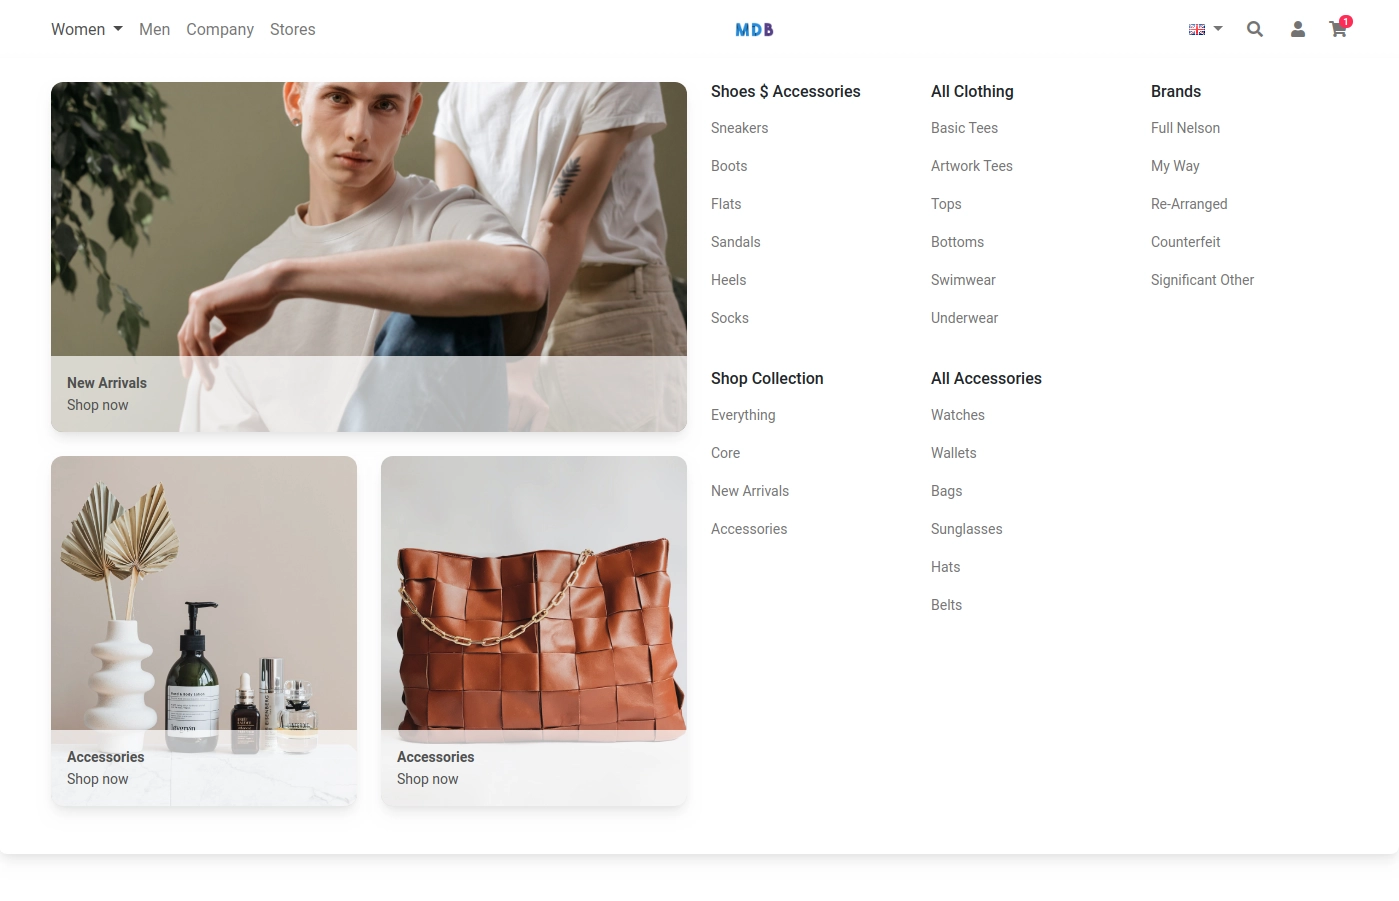 Women Men Company Stores
MDB
1
New Arrivals
Shop now
Accessories
Shop now
Accessories
Shop now
Shoes $ Accessories
Sneakers
Boots
Flats
Sandals
Heels
Socks
All Clothing
Basic Tees
Artwork Tees
Tops
Bottoms
Swimwear
Underwear
Brands
Full Nelson
My Way
Re-Arranged
Counterfeit
Significant Other
Shop Collection
Everything
Core
New Arrivals
Accessories
All Accessories
Watches
Wallets
Bags
Sunglasses
Hats
Belts